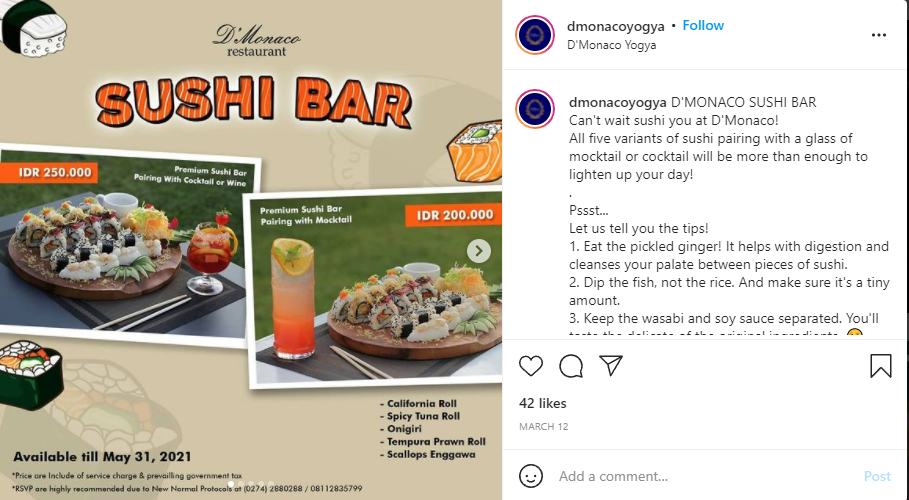 D'Monaco
restaurant
SUSHI BAR
IDR 250.000
Premium Sushi Bar
Pairing With Cocktail or Wine
Premium Sushi Bar
Pairing with Mocktail
IDR 200.000
- California Roll
- Spicy Tuna Roll
- Onigiri
- Tempura Prawn Roll
- Scallops Enggawa
Available till May 31, 2021
*Price are Include of service charge & prevailling government tax
*RSVP are highly recommended due to New Normal Protocols at (0274) 2880288 / 08112835799
dmonacoyogya • Follow
D'Monaco Yogya
dmonacoyogya D'MONACO SUSHI BAR
Can't wait sushi you at D'Monaco!
All five variants of sushi pairing with a glass of
mocktail or cocktail will be more than enough to
lighten up your day!
.
Pssst...
Let us tell you the tips!
1. Eat the pickled ginger! It helps with digestion and
cleanses your palate between pieces of sushi.
2. Dip the fish, not the rice. And make sure it's a tiny
amount.
3. Keep the wasabi and soy sauce separated. You'll
taste the delicate of the original ingredients.
42 likes
MARCH 12
Add a comment...
Post